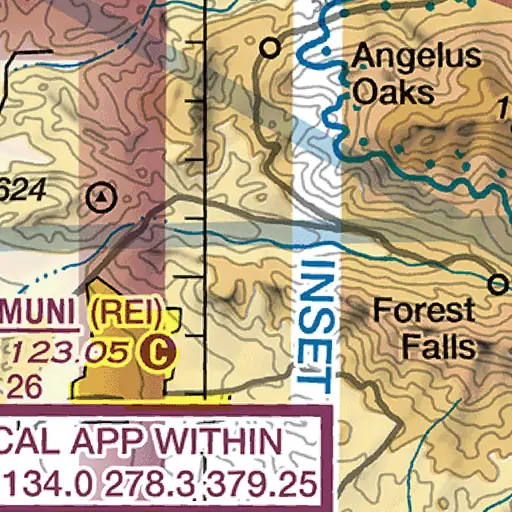 Angelus
Oaks
624
INSET
MUNI (REI)
123.05 C
26
Forest
Falls
CAL APP WITHIN
134.0 278.3 379.25